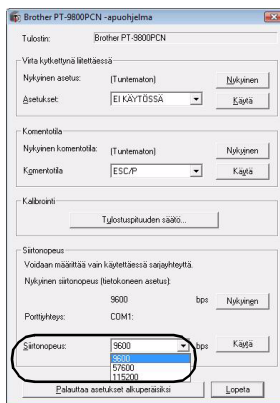 Brother PT-9800PCN -apuohjelma
Tulostin: Brother PT-9800PCN
Virta kytkettynä liitettäessä
Nykyinen asetus: (Tuntematon) Nykyinen
Asetukset: EI KÄYTÖSSÄ Käytä
Komentotila
Nykyinen komentotila: (Tuntematon) Nykyinen
Komentotila ESC/P Käytä
Kalibrointi
Tulostuspituuden säätö...
Siirtonopeus
Voidaan määrittää vain käytettäessä sarjayhteyttä.
Nykyinen siirtonopeus (tietokoneen asetus):
9600 bps Nykyinen
Porttiyhteys: COM1:
Siirtonopeus: 9600 bps Käytä
9600
57600
115200
Palauttaa asetukset alkuperäisiksi Lopeta